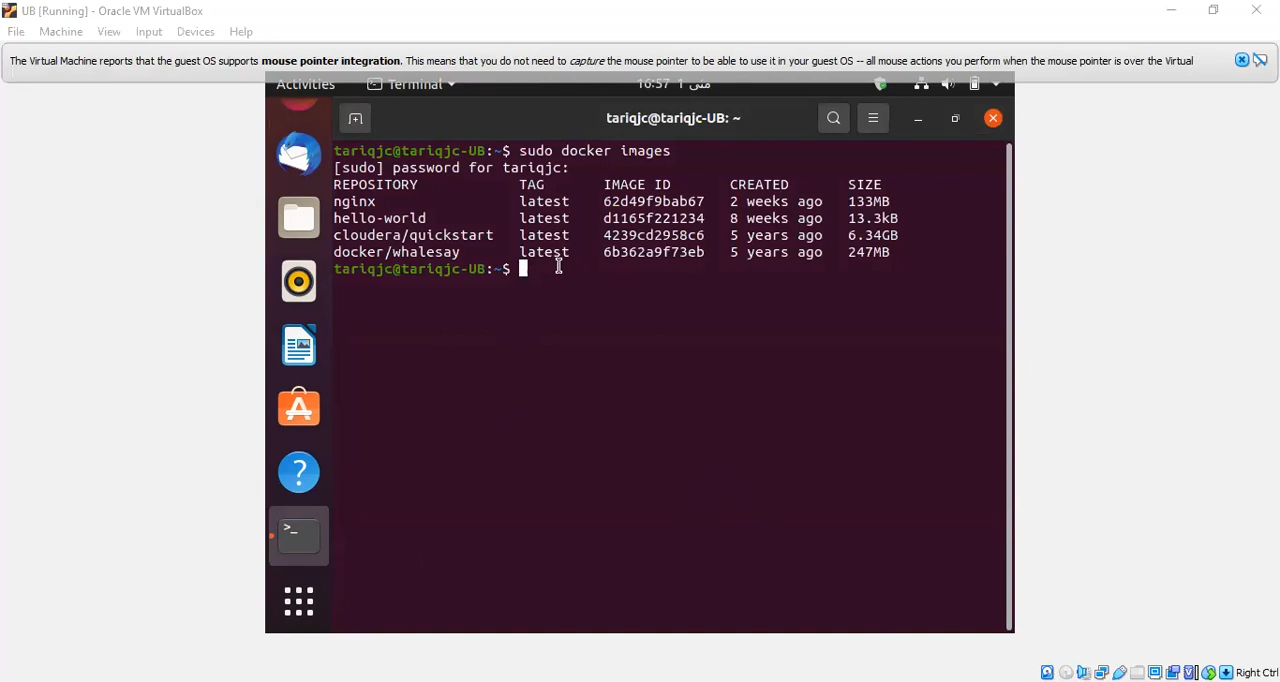 UB [Running] - Oracle VM VirtualBox
File Machine View Input Devices Help
The Virtual Machine reports that the guest OS supports mouse pointer integration. This means that you do not need to capture the mouse pointer to be able to use it in your guest OS -- all mouse actions you perform when the mouse pointer is over the Virtual
Activities Terminal 16:57 1 مئی
tariqjc@tariqjc-UB: ~
tariqjc@tariqjc-UB:~$ sudo docker images
[sudo] password for tariqjc:
REPOSITORY TAG IMAGE ID CREATED SIZE
nginx latest 62d49f9bab67 2 weeks ago 133MB
hello-world latest d1165f221234 8 weeks ago 13.3kB
cloudera/quickstart latest 4239cd2958c6 5 years ago 6.34GB
docker/whalesay latest 6b362a9f73eb 5 years ago 247MB
tariqjc@tariqjc-UB:~$
Right Ctrl